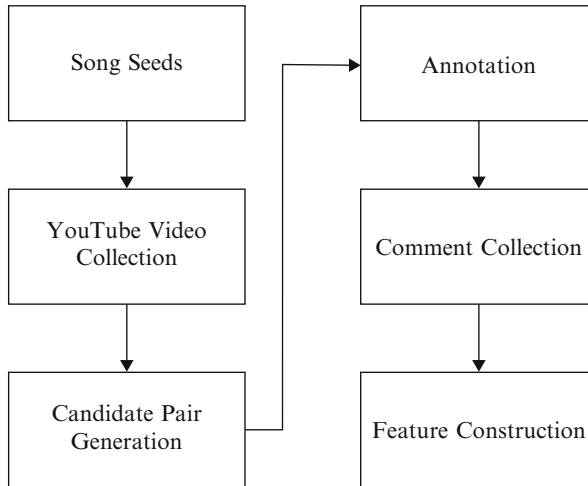 Song Seeds
YouTube Video
Collection
Candidate Pair
Generation
Annotation
Comment Collection
Feature Construction